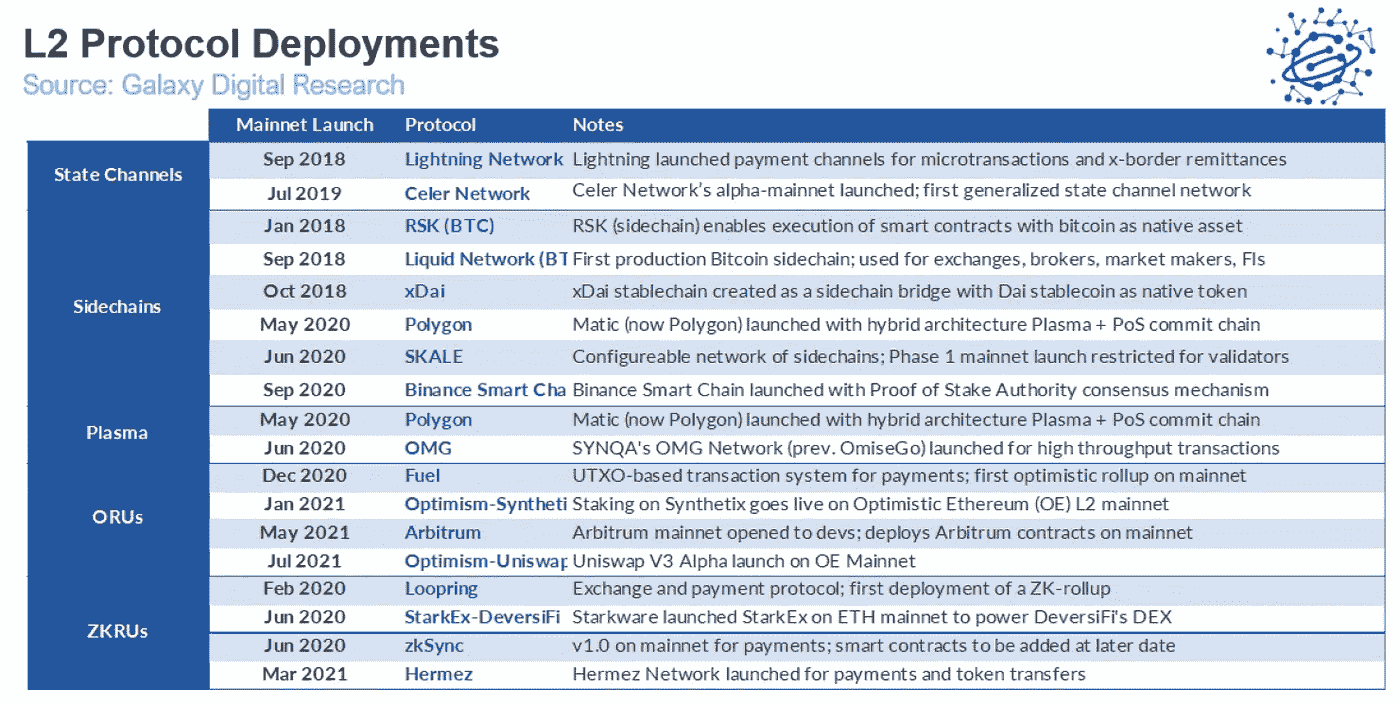 L2 Protocol Deployments
Source: Galaxy Digital Research
Mainnet Launch Protocol Notes
State Channels
Sep 2018 Lightning Network Lightning launched payment channels for microtransactions and x-border remittances
Jul 2019 Celer Network Celer Network's alpha-mainnet launched; first generalized state channel network
Sidechains
Jan 2018 RSK (BTC) RSK (sidechain) enables execution of smart contracts with bitcoin as native asset
Sep 2018 Liquid Network (BT First production Bitcoin sidechain; used for exchanges, brokers, market makers, FIs
Oct 2018 xDai xDai stablechain created as a sidechain bridge with Dai stablecoin as native token
May 2020 Polygon Matic (now Polygon) launched with hybrid architecture Plasma + PoS commit chain
Jun 2020 SKALE Configureable network of sidechains; Phase 1 mainnet launch restricted for validators
Sep 2020 Binance Smart Cha Binance Smart Chain launched with Proof of Stake Authority consensus mechanism
Plasma
May 2020 Polygon Matic (now Polygon) launched with hybrid architecture Plasma + PoS commit chain
Jun 2020 OMG SYNQA's OMG Network (prev. OmiseGo) launched for high throughput transactions
ORUs
Dec 2020 Fuel UTXO-based transaction system for payments; first optimistic rollup on mainnet
Jan 2021 Optimism-Syntheti Staking on Synthetix goes live on Optimistic Ethereum (OE) L2 mainnet
May 2021 Arbitrum Arbitrum mainnet opened to devs; deploys Arbitrum contracts on mainnet
Jul 2021 Optimism-Uniswap Uniswap V3 Alpha launch on OE Mainnet
ZKRUs
Feb 2020 Loopring Exchange and payment protocol; first deployment of a ZK-rollup
Jun 2020 StarkEx-DeversiFi Starkware launched StarkEx on ETH mainnet to power DeversiFi's DEX
Jun 2020 zkSync v1.0 on mainnet for payments; smart contracts to be added at later date
Mar 2021 Hermez Hermez Network launched for payments and token transfers